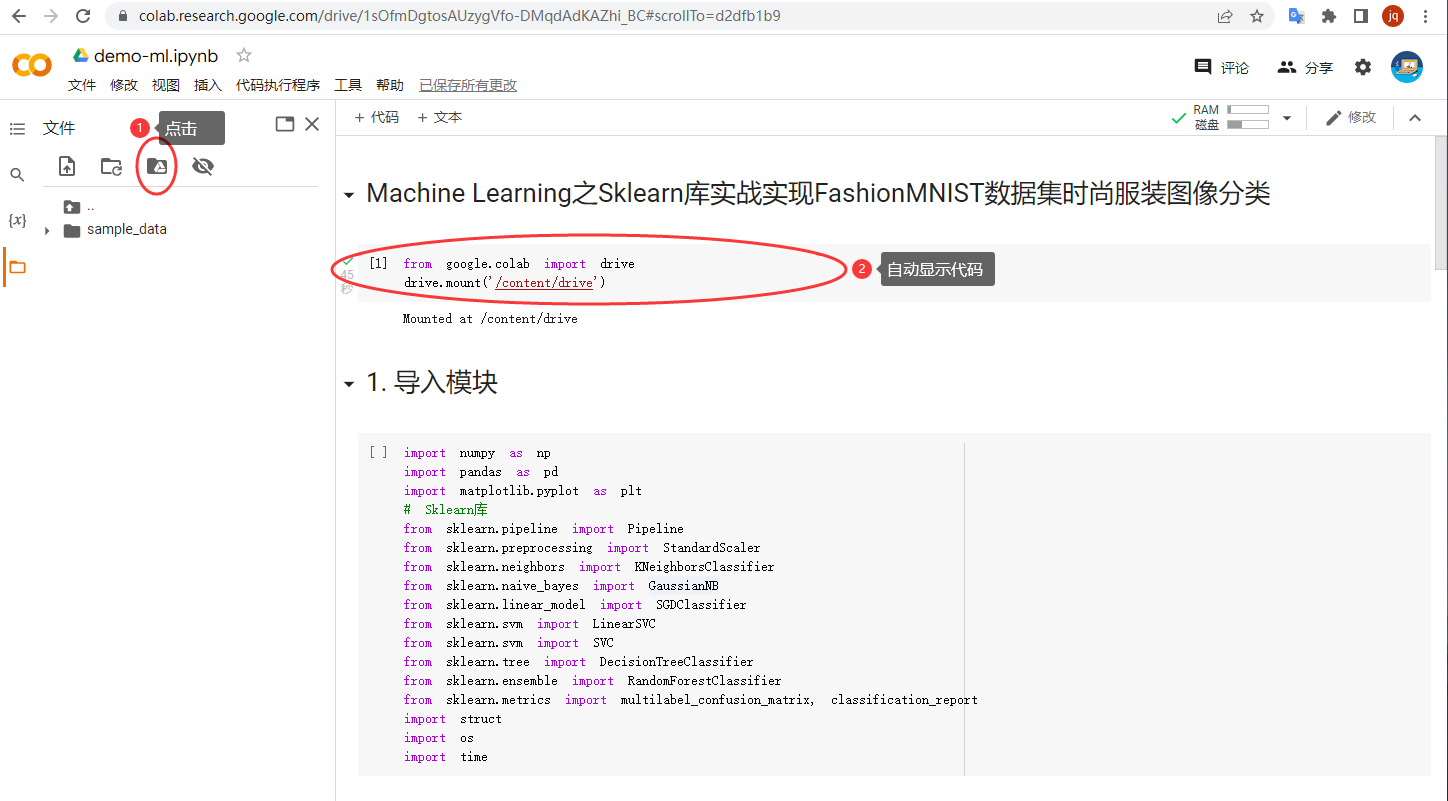 colab.research.google.com/drive/1sOfmDgtosAUzygVfo-DMqdAdKAZhi_BC#scrollTo=d2dfb1b9
jq
demo-ml.ipynb
文件 修改 视图 插入 代码执行程序 工具 帮助 已保存所有更改
评论 分享
文件
1 点击
+ 代码 + 文本
RAM
磁盘
修改
{x}
..
sample_data
Machine Learning之Sklearn库实战实现FashionMNIST数据集时尚服装图像分类
45
秒
[1] from google.colab import drive
drive.mount('/content/drive')
2 自动显示代码
Mounted at /content/drive
1. 导入模块
[ ] import numpy as np
import pandas as pd
import matplotlib.pyplot as plt
# Sklearn库
from sklearn.pipeline import Pipeline
from sklearn.preprocessing import StandardScaler
from sklearn.neighbors import KNeighborsClassifier
from sklearn.naive_bayes import GaussianNB
from sklearn.linear_model import SGDClassifier
from sklearn.svm import LinearSVC
from sklearn.svm import SVC
from sklearn.tree import DecisionTreeClassifier
from sklearn.ensemble import RandomForestClassifier
from sklearn.metrics import multilabel_confusion_matrix, classification_report
import struct
import os
import time